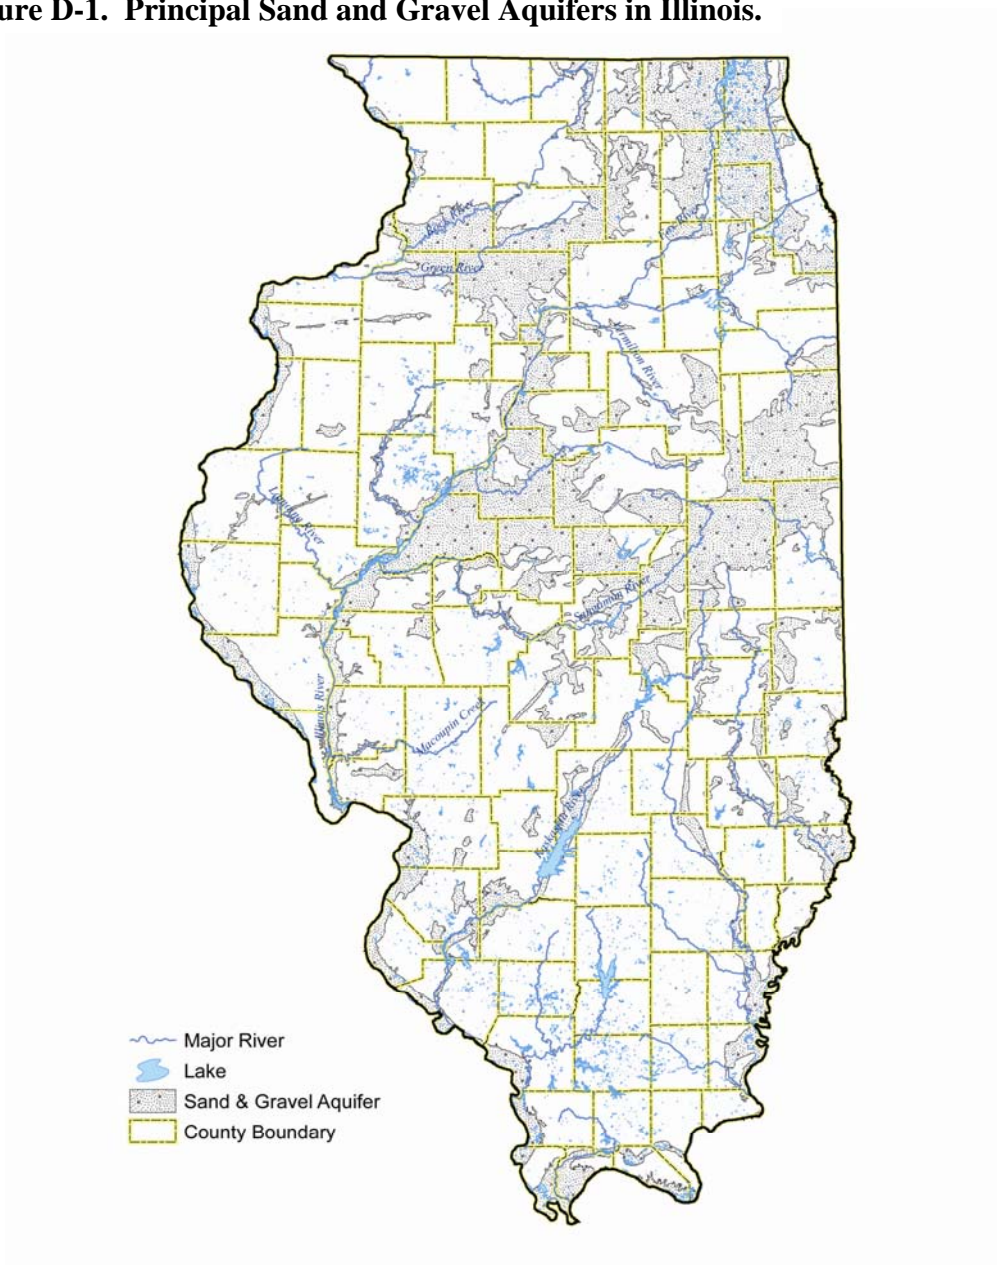 ure D-1. Principal Sand and Gravel Aquifers in Illinois.
Rock River
Green River
Fox River
Vermilion River
Lamoine River
Sangamon River
Illinois River
Macoupin Creek
Kaskaskia River
Major River
Lake
Sand & Gravel Aquifer
County Boundary